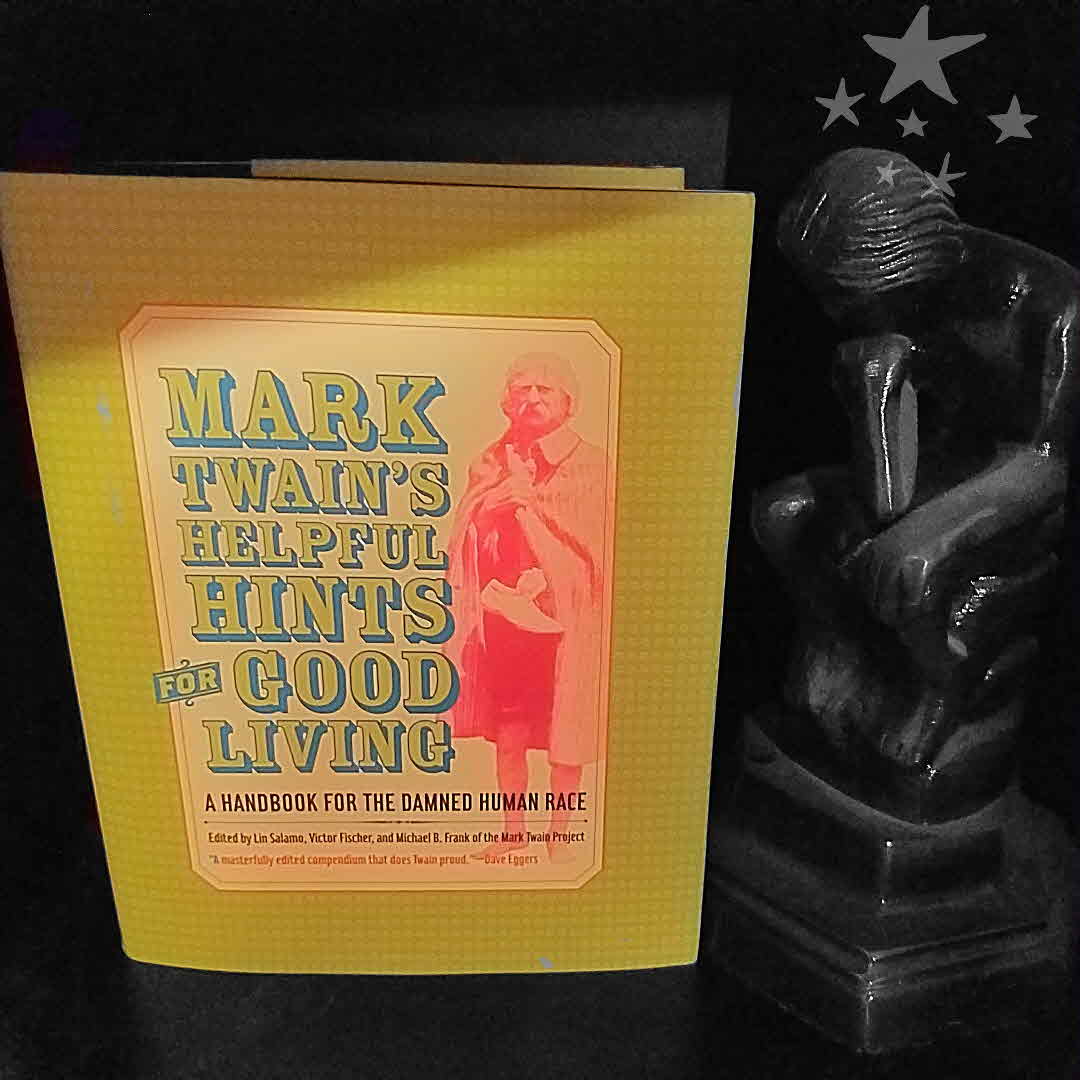 MARK
TWAIN'S
HELPFUL
HINTS
FOR GOOD
LIVING
A HANDBOOK FOR THE DAMNED HUMAN RACE
Edited by Lin Salamo, Victor Fischer, and Michael B. Frank of the Mark Twain Project
"A masterfully edited compendium that does Twain proud."—Dave Eggers